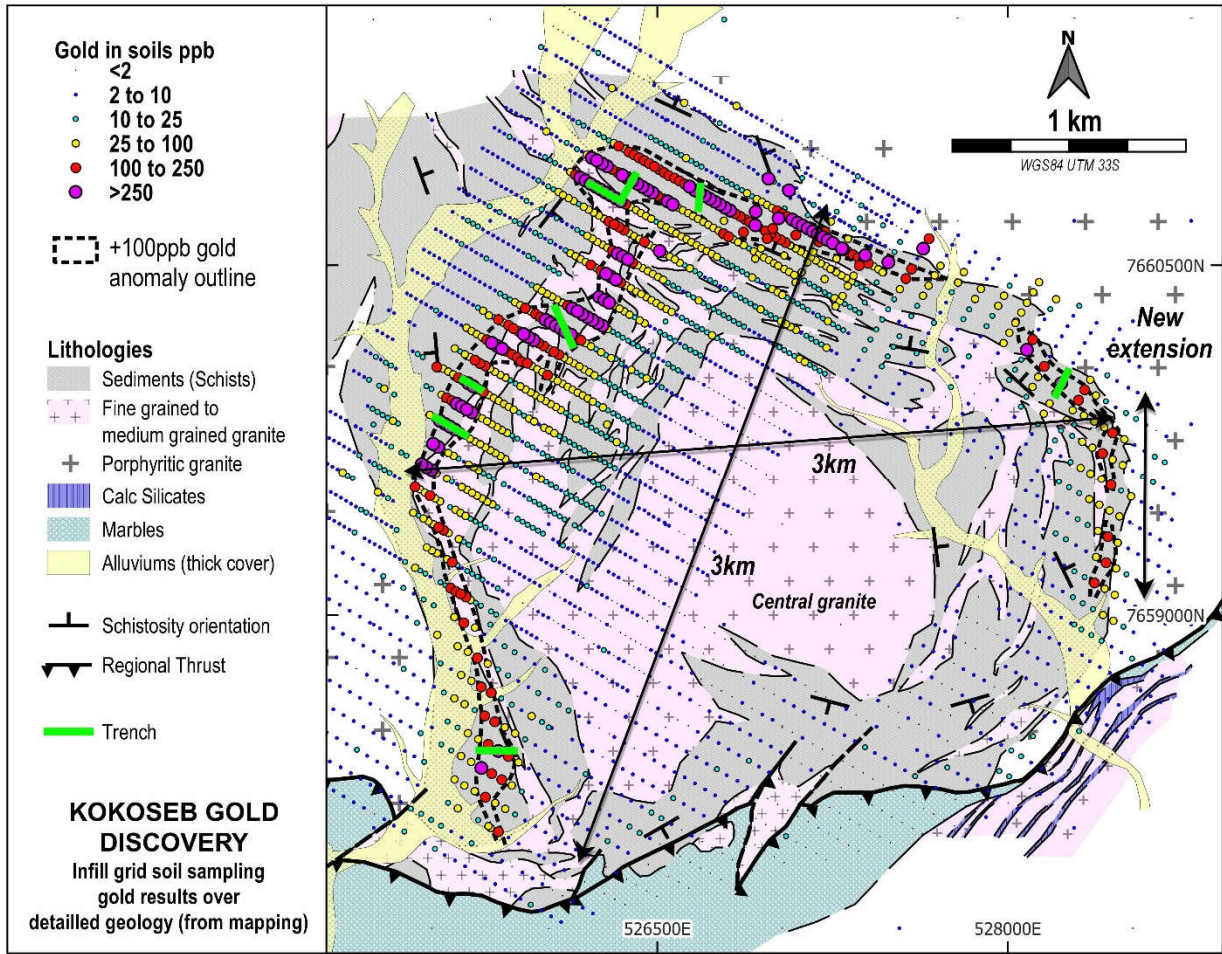 Gold in soils ppb
<2
2 to 10
10 to 25
25 to 100
100 to 250
>250
+100ppb gold
anomaly outline
Lithologies
Sediments (Schists)
Fine grained to
medium grained granite
Porphyritic granite
Calc Silicates
Marbles
Alluviums (thick cover)
Schistosity orientation
Regional Thrust
Trench
KOKOSEB GOLD
DISCOVERY
Infill grid soil sampling
gold results over
detailled geology (from mapping)
N
1 km
WGS84 UTM 33S
7660500N
New
extension
3km
3km
Central granite
7659000N
526500E
528000E